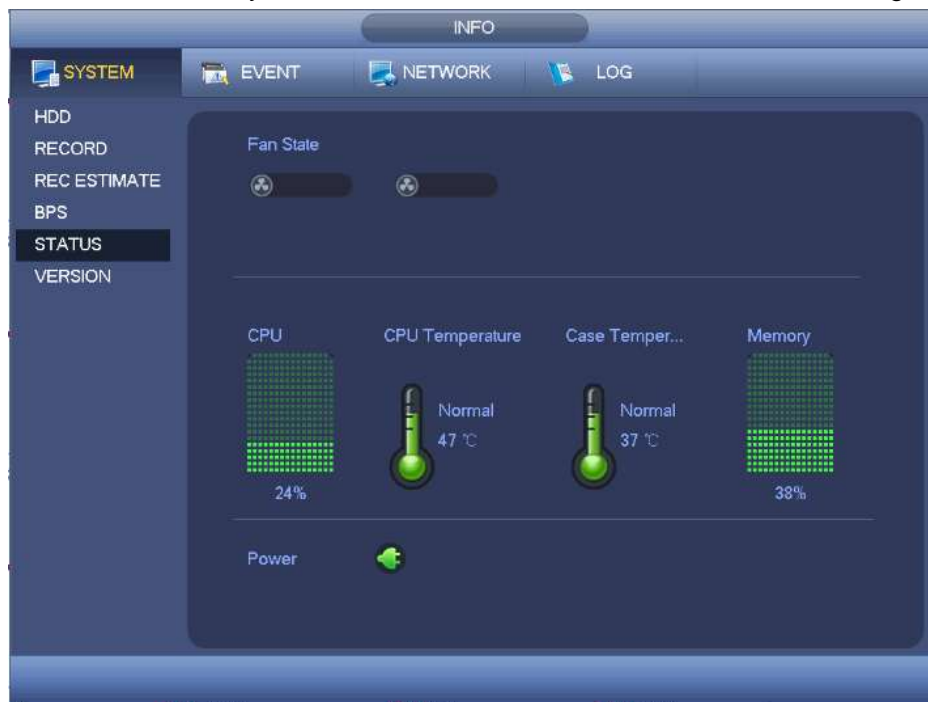 INFO
SYSTEM EVENT NETWORK LOG
HDD
RECORD
REC ESTIMATE
BPS
STATUS
VERSION
Fan State
CPU CPU Temperature Case Temper... Memory
Normal Normal
47 °C 37 °C
24% 38%
Power